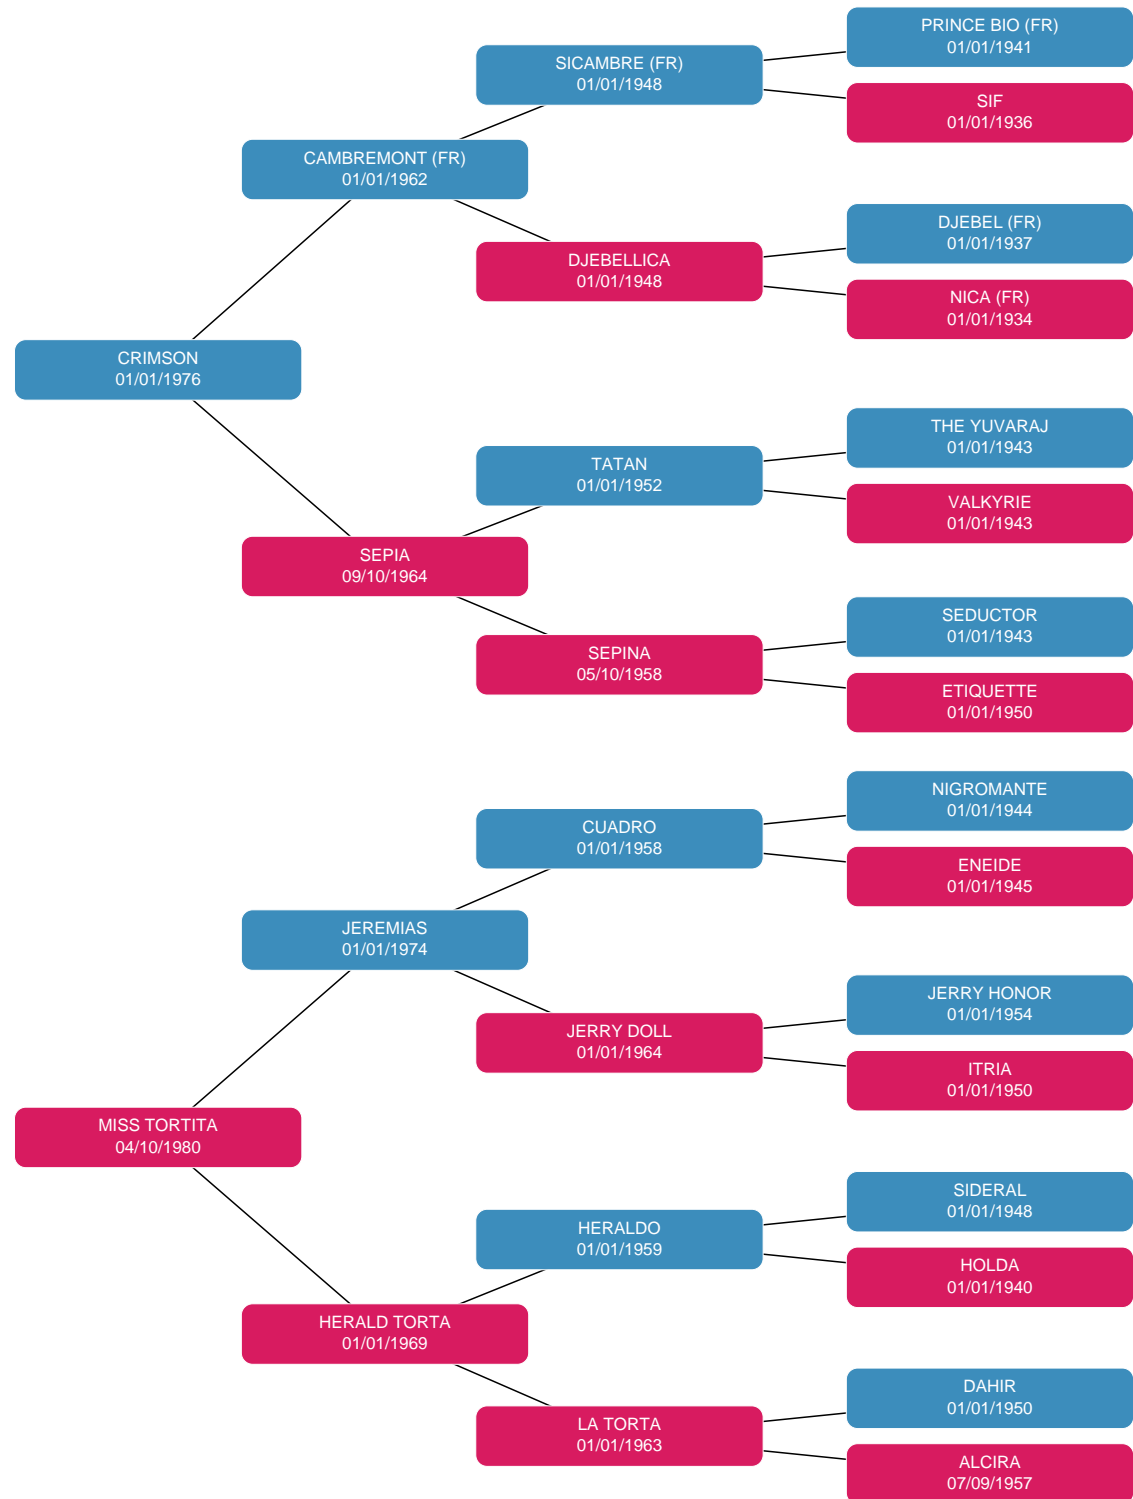 PRINCE BIO (FR)
01/01/1941
SICAMBRE (FR)
01/01/1948
SIF
01/01/1936
CAMBREMONT (FR)
01/01/1962
DJEBEL (FR)
01/01/1937
DJEBELLICA
01/01/1948
NICA (FR)
01/01/1934
CRIMSON
01/01/1976
THE YUVARAJ
01/01/1943
TATAN
01/01/1952
VALKYRIE
01/01/1943
SEPIA
09/10/1964
SEDUCTOR
01/01/1943
SEPINA
05/10/1958
ETIQUETTE
01/01/1950
NIGROMANTE
01/01/1944
CUADRO
01/01/1958
ENEIDE
01/01/1945
JEREMIAS
01/01/1974
JERRY HONOR
01/01/1954
JERRY DOLL
01/01/1964
ITRIA
01/01/1950
MISS TORTITA
04/10/1980
SIDERAL
01/01/1948
HERALDO
01/01/1959
HOLDA
01/01/1940
HERALD TORTA
01/01/1969
DAHIR
01/01/1950
LA TORTA
01/01/1963
ALCIRA
07/09/1957